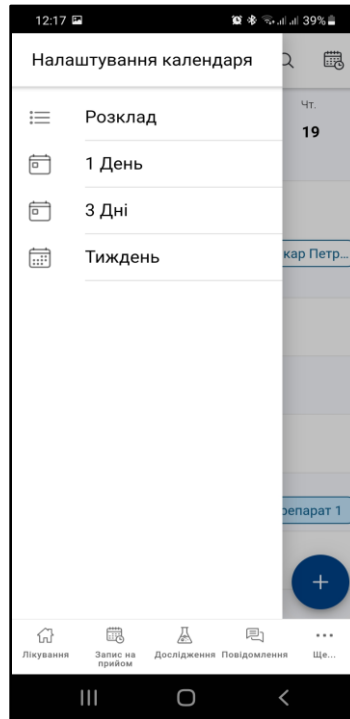 12:17 39%
Налаштування календаря
Чт.
19
Розклад
1 День
3 Дні
Тиждень
кар Петр...
репарат 1
+
Лікування
Запис на
прийом
Дослідження
Повідомлення
Ще...